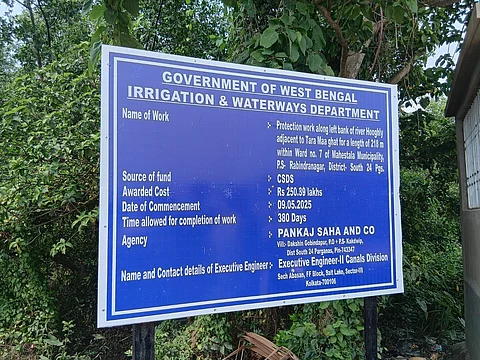 GOVERNMENT OF WEST BENGAL
IRRIGATION & WATERWAYS DEPARTMENT
Name of Work :- Protection work along left bank of river Hooghly
adjacent to Tara Maa ghat for a length of 218 m
within Ward no. 7 of Mahestala Municipality,
P.S- Rabindranagar, District- South 24 Pgs.
Source of fund :- CSDS
Awarded Cost :- Rs 250.39 lakhs
Date of Commencement :- 09.05.2025
Time allowed for completion of work :- 380 Days
Agency :- PANKAJ SAHA AND CO
Vill:- Dakshin Gobindapur, P.O + P.S- Kakdwip,
Dist South 24 Parganas, Pin-743347
Name and Contact details of Executive Engineer :- Executive Engineer-II Canals Division
Sech Abasan, FF Block, Salt Lake, Sector-III
Kolkata-700106